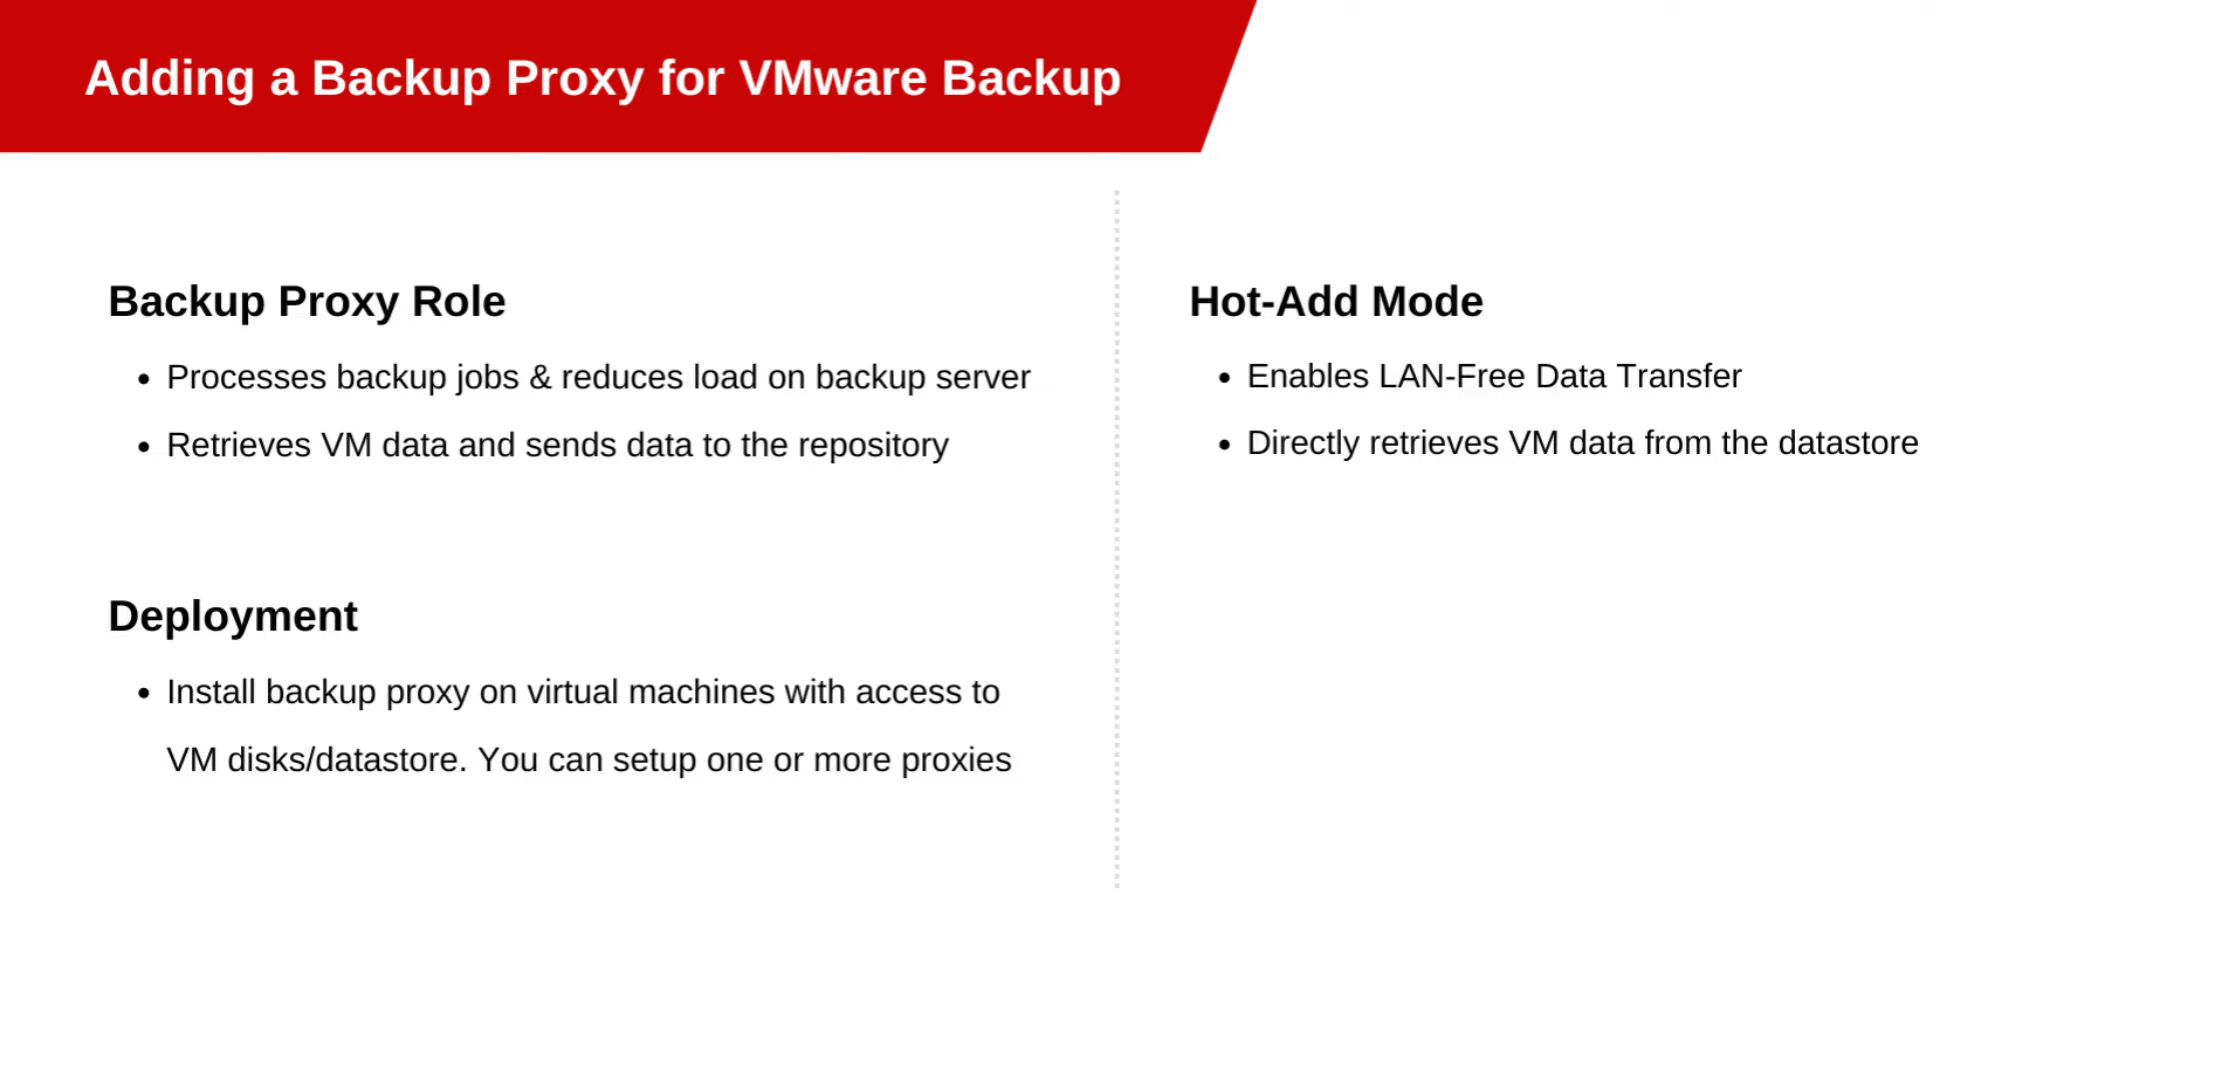 Adding a Backup Proxy for VMware Backup
Backup Proxy Role
• Processes backup jobs & reduces load on backup server
• Retrieves VM data and sends data to the repository
Deployment
• Install backup proxy on virtual machines with access to
VM disks/datastore. You can setup one or more proxies
Hot-Add Mode
• Enables LAN-Free Data Transfer
• Directly retrieves VM data from the datastore